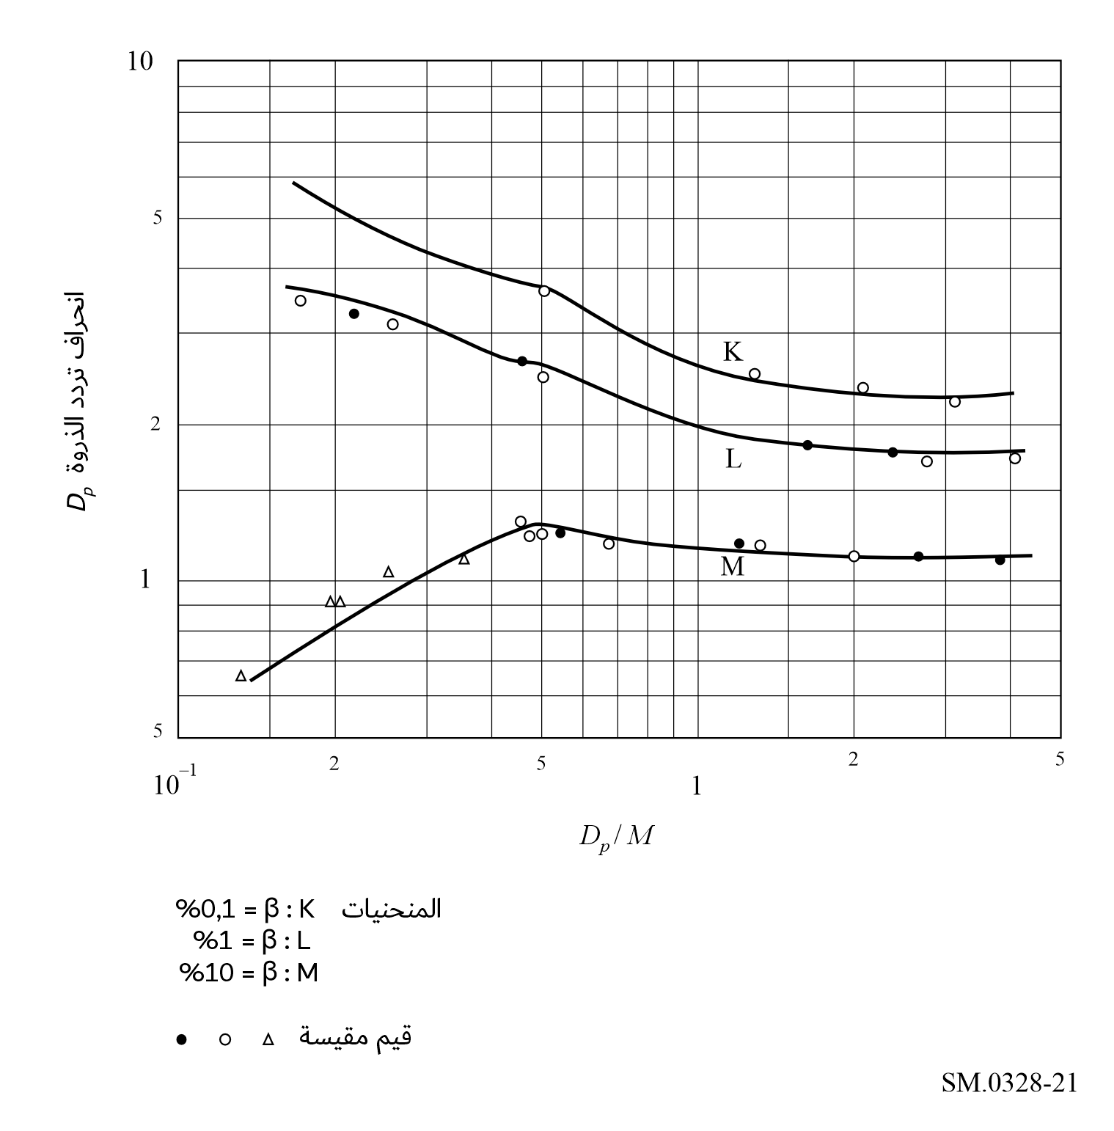 10
5
2
1
5
انحراف تردد الذروة Dp
K
L
M
10–1 2 5 1 2 5
Dp / M
المنحنيات K : β = 0,1%
L : β = 1%
M : β = 10%
قيم مقيسة
SM.0328-21